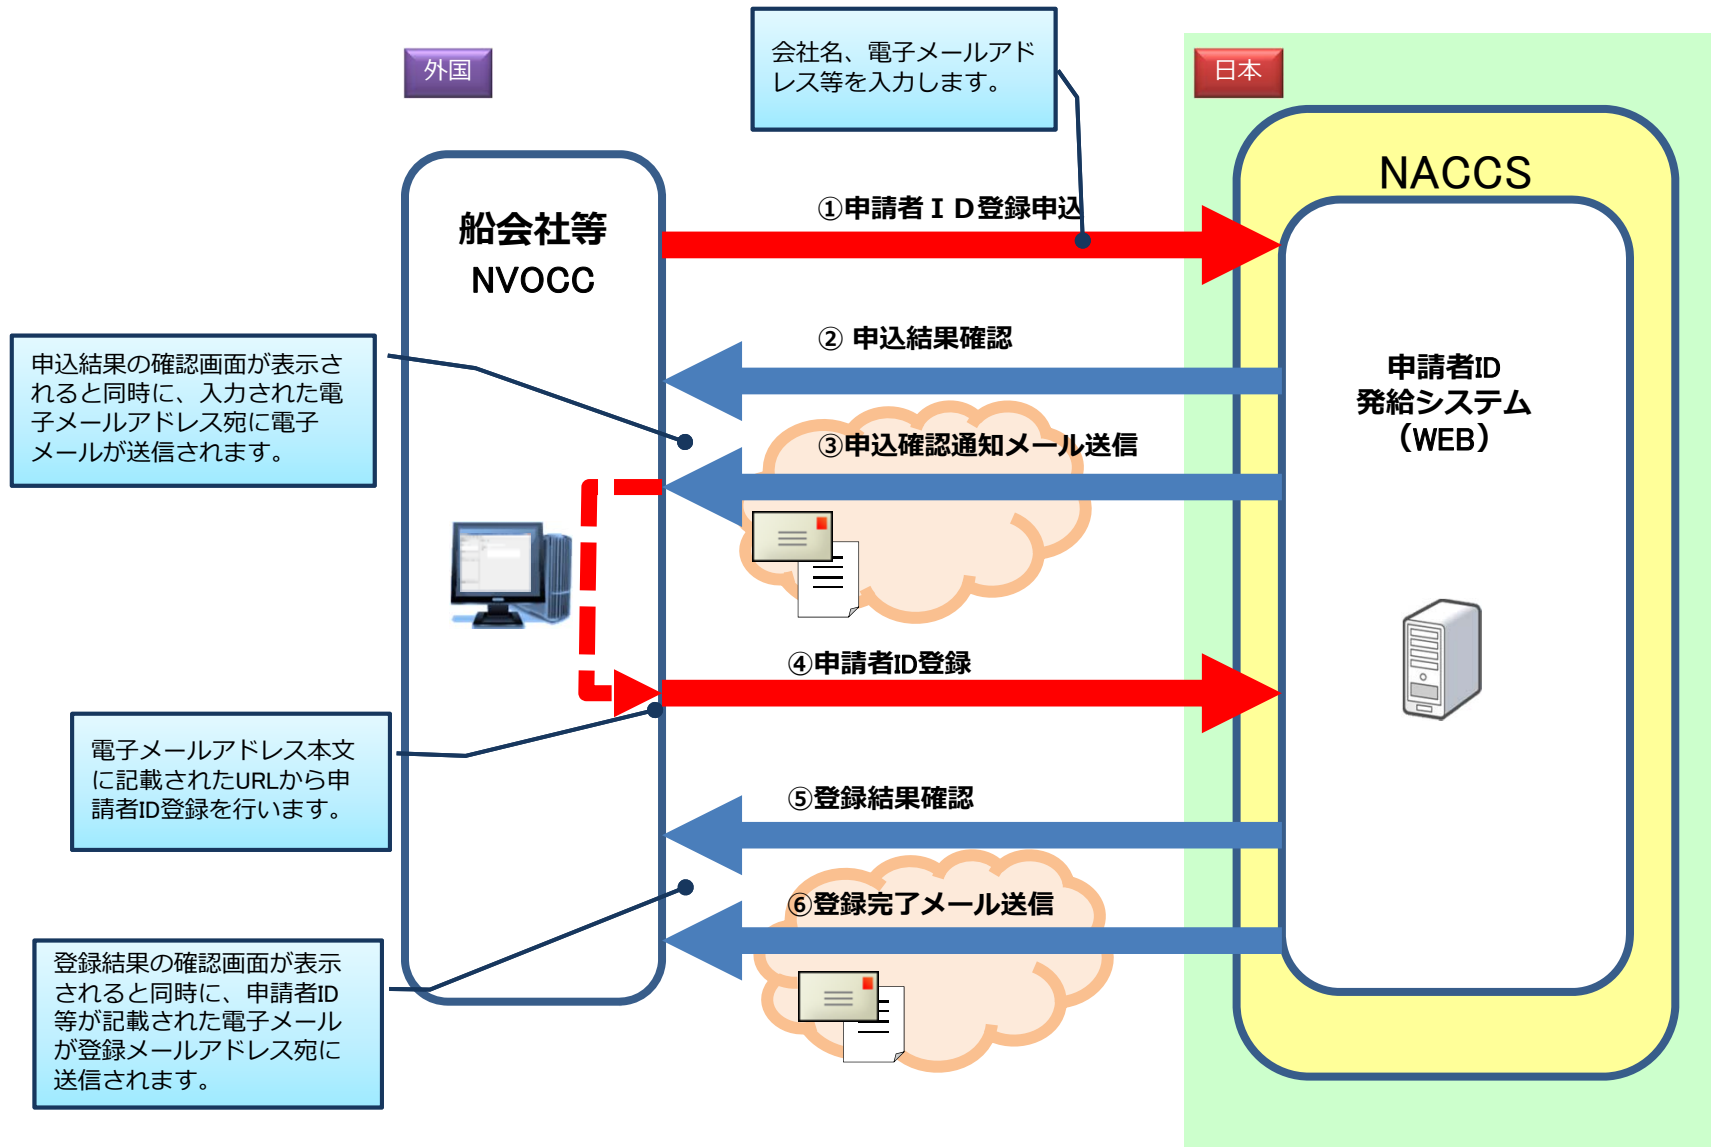 会社名、電子メールアド
レス等を入力します。
外国
日本
NACCS
船会社等
NVOCC
①申請者ＩＤ登録申込
② 申込結果確認
申込結果の確認画面が表示さ
れると同時に、入力された電
子メールアドレス宛に電子
メールが送信されます。
申請者ID
発給システム
（WEB）
③申込確認通知メール送信
④申請者ID登録
電子メールアドレス本文
に記載されたURLから申
請者ID登録を行います。
⑤登録結果確認
⑥登録完了メール送信
登録結果の確認画面が表示
されると同時に、申請者ID
等が記載された電子メール
が登録メールアドレス宛に
送信されます。